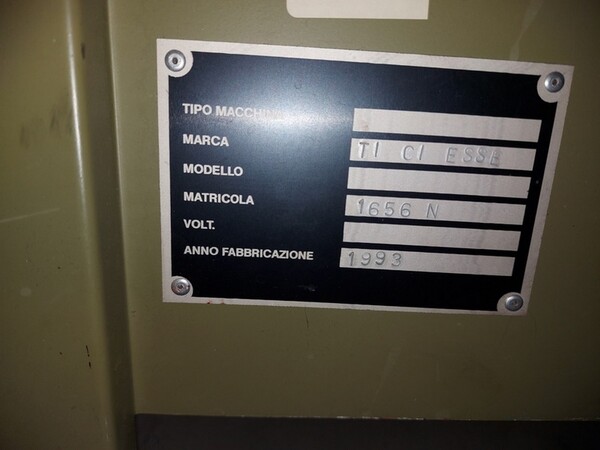 TIPO MACCHINA
MARCA TI CI ESSE
MODELLO
MATRICOLA 1656 N
VOLT.
ANNO FABBRICAZIONE 1993